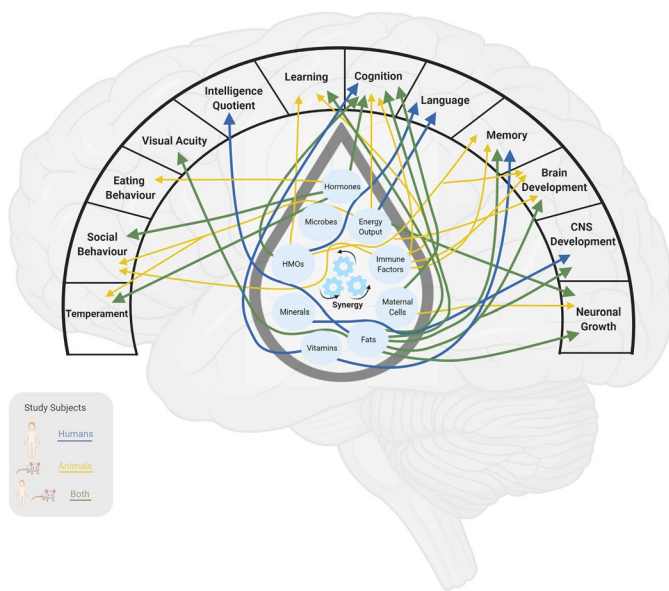 Learning
Cognition
Intelligence
Quotient
Language
Visual Acuity
Memory
Eating
Behaviour
Brain
Development
Social
Behaviour
CNS
Development
Temperament
Neuronal
Growth
Hormones
Microbes
Energy
Output
HMOs
Immune
Factors
Synergy
Minerals
Maternal
Cells
Vitamins
Fats
Study Subjects
Humans
Animals
Both